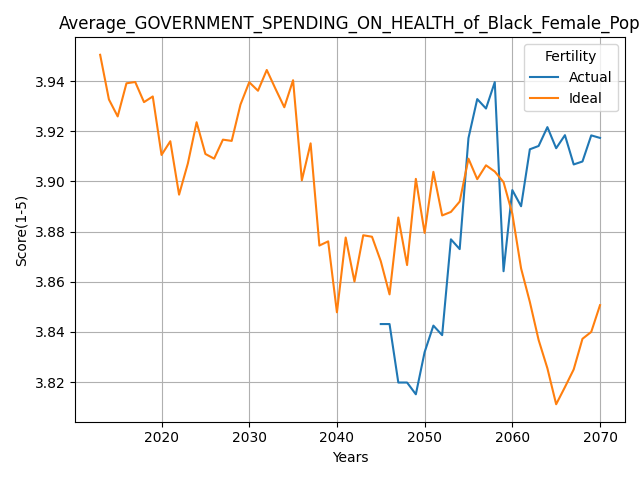 Average_GOVERNMENT_SPENDING_ON_HEALTH_of_Black_Female_Pop
Fertility
Actual
Ideal
Score(1-5)
3.94
3.92
3.90
3.88
3.86
3.84
3.82
2020 2030 2040 2050 2060 2070
Years